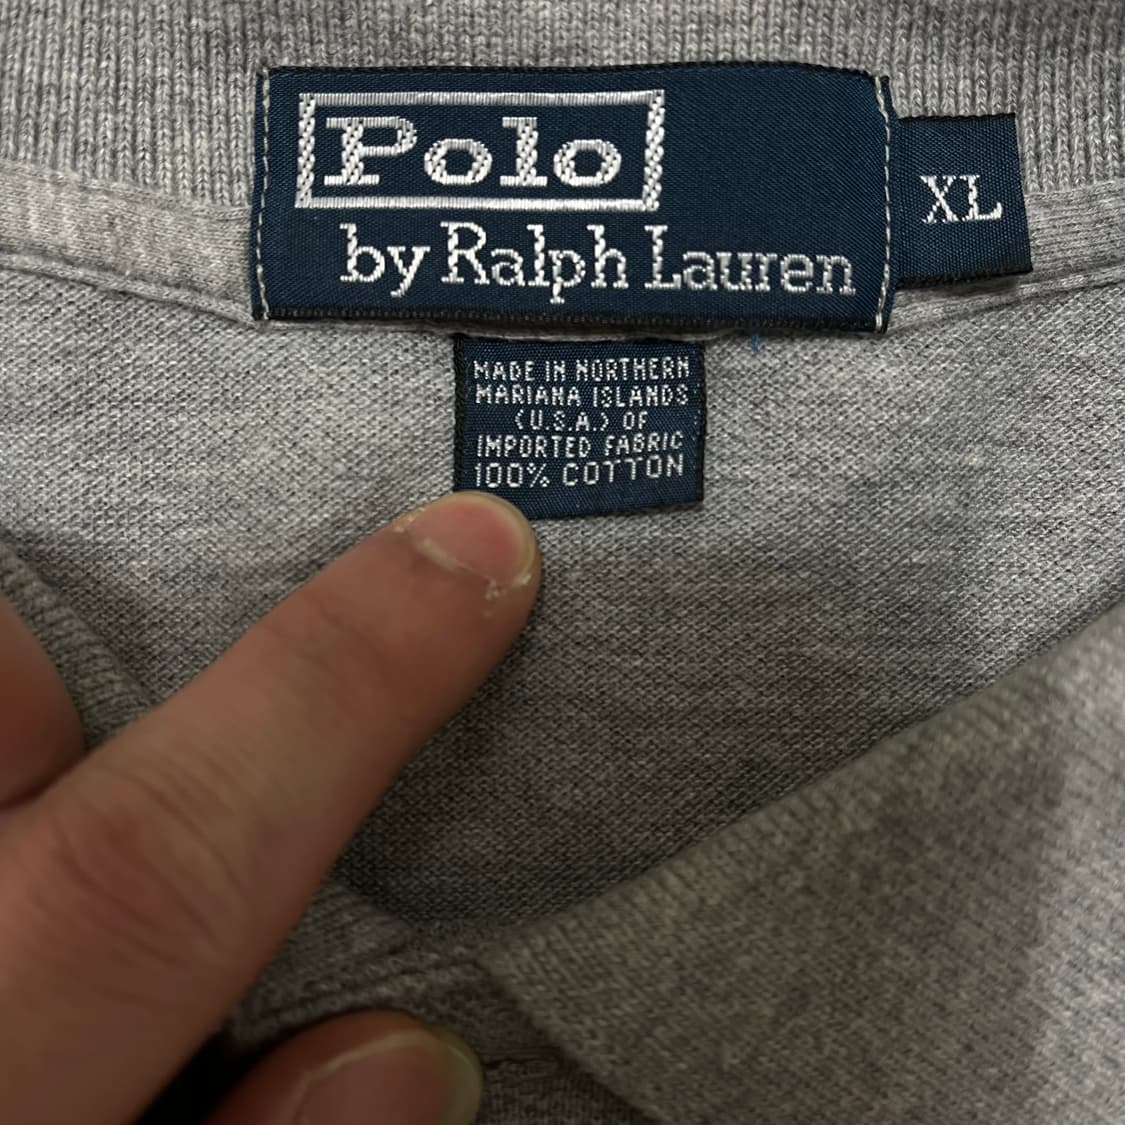 Polo
by Ralph Lauren
XL
MADE IN NORTHERN
MARIANA ISLANDS
(U.S.A.) OF
IMPORTED FABRIC
100% COTTON